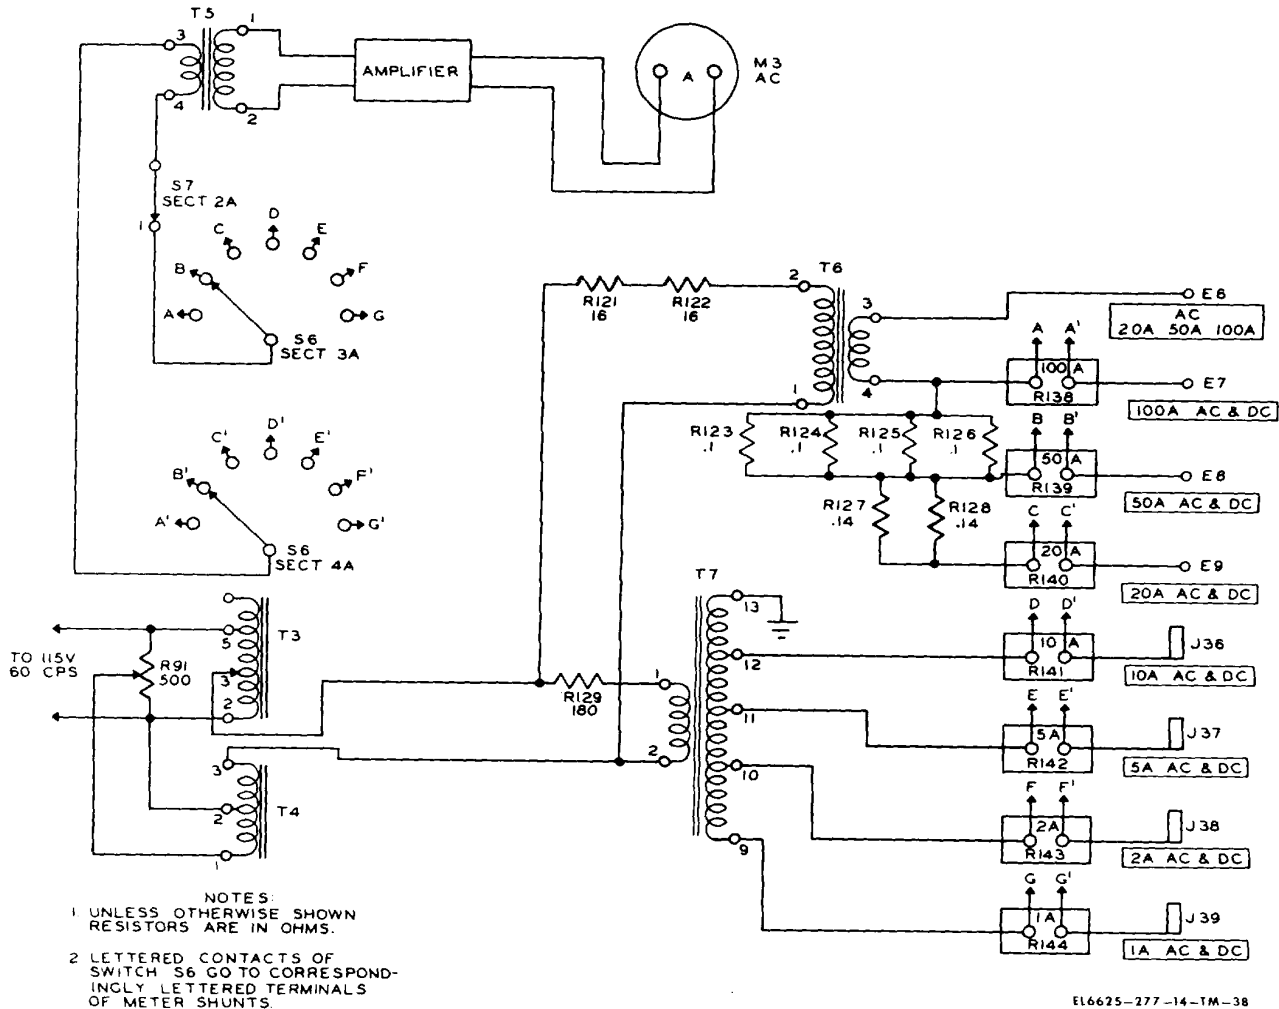 T5
3
1
4
2
AMPLIFIER
A
M3
AC
S7
SECT 2A
1
A
B
C
D
E
F
G
S6
SECT 3A
A'
B'
C'
D'
E'
F'
G'
S6
SECT 4A
R121
16
R122
16
T6
2
1
3
4
E6
AC
20A 50A 100A
A A'
100 A
R138
E7
100A AC & DC
R123
.1
R124
.1
R125
.1
R126
.1
B B'
50 A
R139
E8
50A AC & DC
R127
.14
R128
.14
C C'
20 A
R140
E9
20A AC & DC
TO 115V
60 CPS
R91
500
T3
5
3
2
T4
3
2
1
R129
180
T7
1
2
13
12
11
10
9
D D'
10 A
R141
J36
10A AC & DC
E E'
5A
R142
J37
5A AC & DC
F F'
2A
R143
J38
2A AC & DC
G G'
1A
R144
J39
1A AC & DC
NOTES:
1 UNLESS OTHERWISE SHOWN
RESISTORS ARE IN OHMS.
2 LETTERED CONTACTS OF
SWITCH S6 GO TO CORRESPOND-
INGLY LETTERED TERMINALS
OF METER SHUNTS.
EL6625-277-14-TM-38